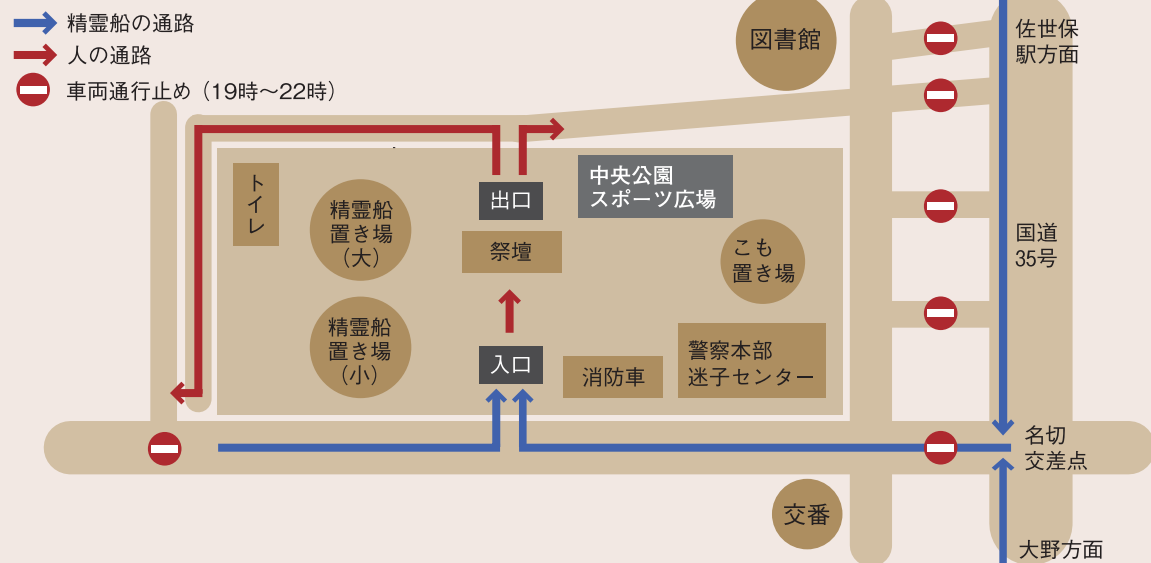 精霊船の通路
人の通路
車両通行止め（19時～22時）
図書館
佐世保
駅方面
トイレ
精霊船
置き場
（大）
出口
中央公園
スポーツ広場
祭壇
こも
置き場
国道
35号
精霊船
置き場
（小）
入口
消防車
警察本部
迷子センター
名切
交差点
交番
大野方面